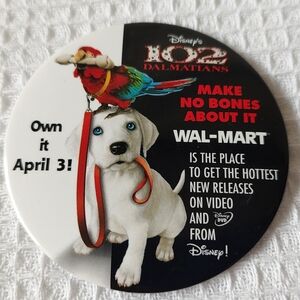 Disney's
102
DALMATIANS
MAKE
NO BONES
ABOUT IT
WAL-MART
IS THE PLACE
TO GET THE HOTTEST
NEW RELEASES
ON VIDEO
AND Disney DVD
FROM
Disney!
Own
it
April 3!